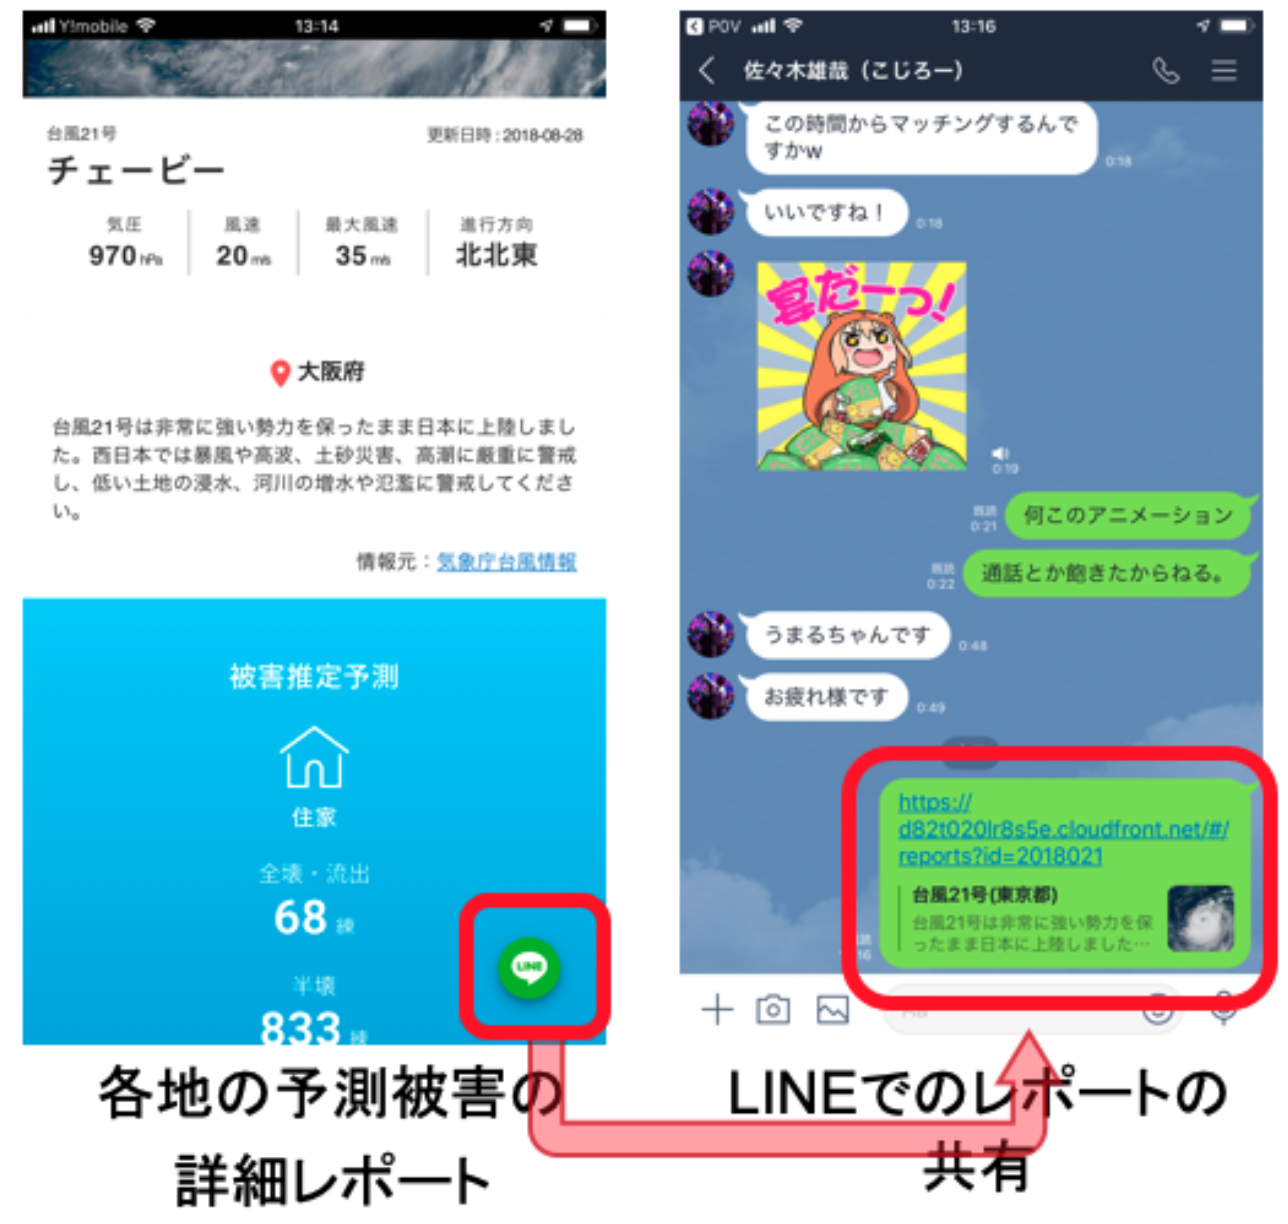 Y!mobile 13:14
台風21号 更新日時 : 2018-08-28
チェービー
気圧 風速 最大風速 進行方向
970 hPa 20 m/s 35 m/s 北北東
大阪府
台風21号は非常に強い勢力を保ったまま日本に上陸しまし
た。西日本では暴風や高波、土砂災害、高潮に厳重に警戒
し、低い土地の浸水、河川の増水や氾濫に警戒してくださ
い。
情報元：気象庁台風情報
被害推定予測
住家
全壊・流出
68 棟
半壊
833 棟
LINE
各地の予測被害の
詳細レポート
POV 13:16
佐々木雄哉（こじろー）
この時間からマッチングするんで
すかw
0:18
いいですね！
0:18
宴だーっ!
0:19
既読
0:21
何このアニメーション
既読
0:22
通話とか飽きたからねる。
うまるちゃんです
0:48
お疲れ様です
0:49
https://
d82t020lr8s5e.cloudfront.net/#/
reports?id=2018021
台風21号(東京都)
台風21号は非常に強い勢力を保
ったまま日本に上陸しました…
Aa
LINEでのレポートの
共有